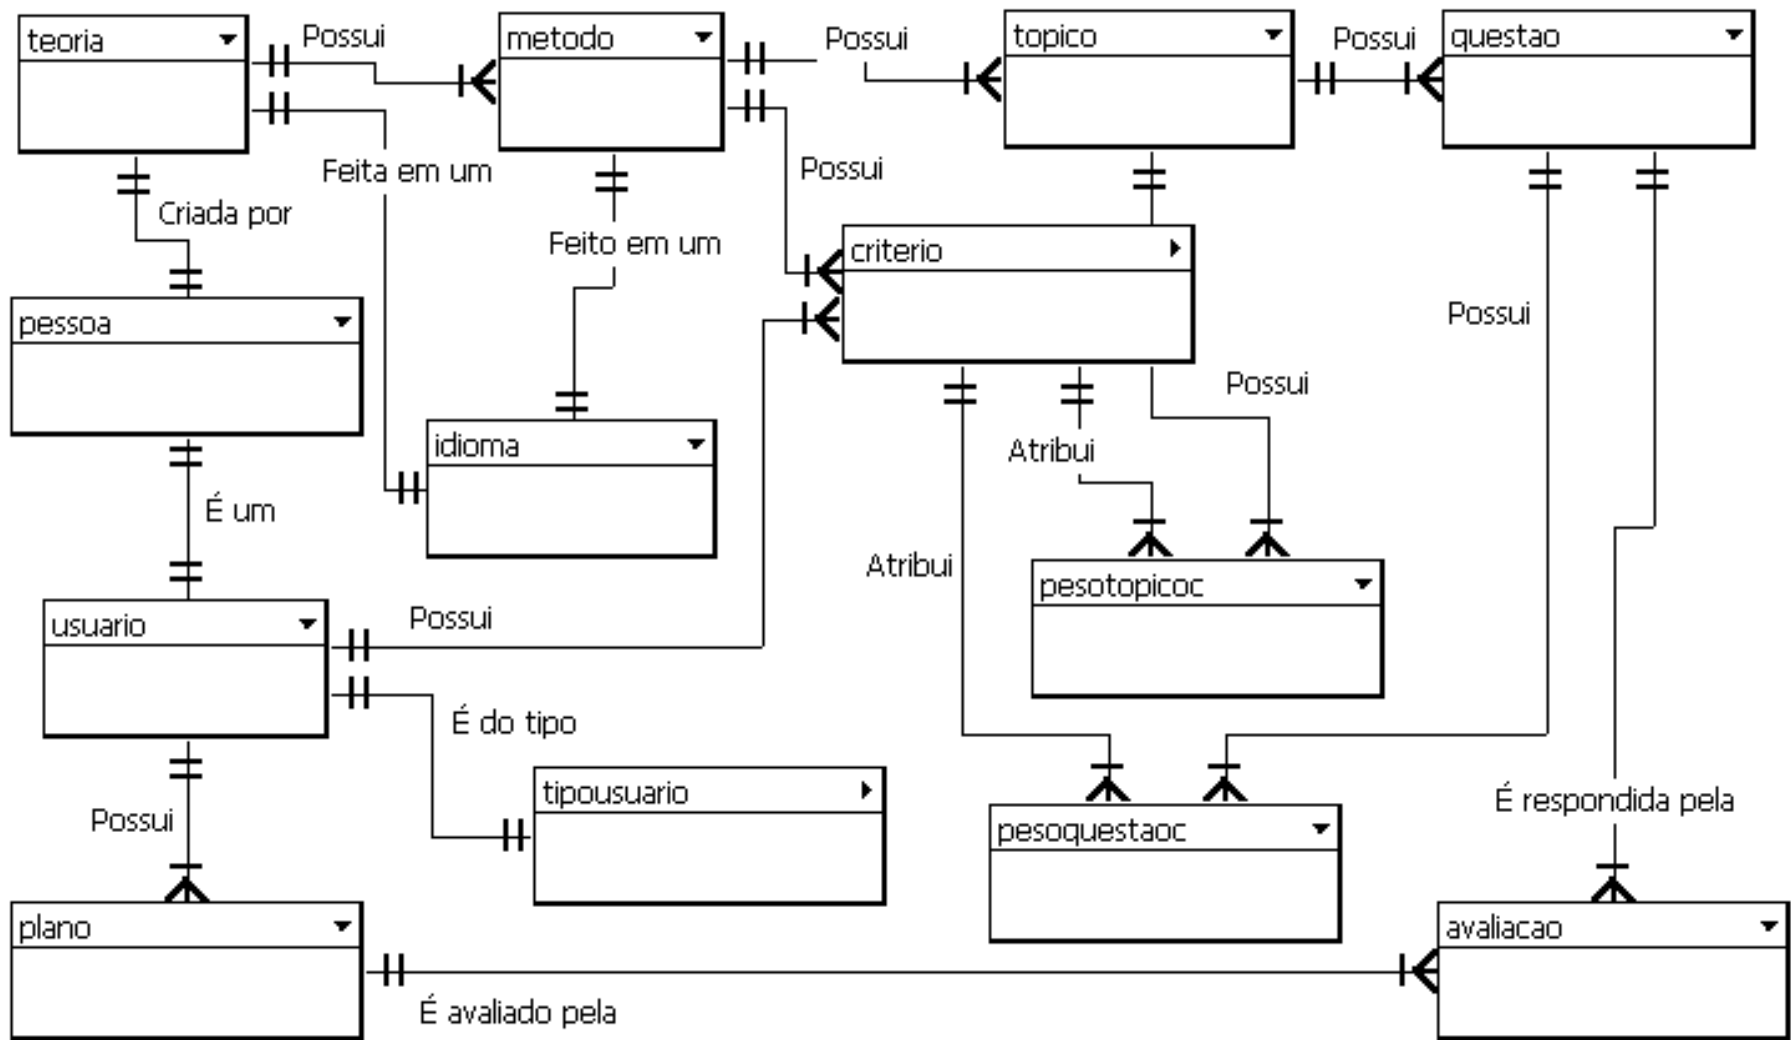 teoria
Possui
metodo
Possui
topico
Possui
questao
Feita em um
Possui
Criada por
Feito em um
criterio
pessoa
Possui
Possui
idioma
Atribui
É um
Atribui
pesotopicoc
usuario
Possui
É do tipo
tipousuario
É respondida pela
Possui
pesoquestaoc
plano
avaliacao
É avaliado pela